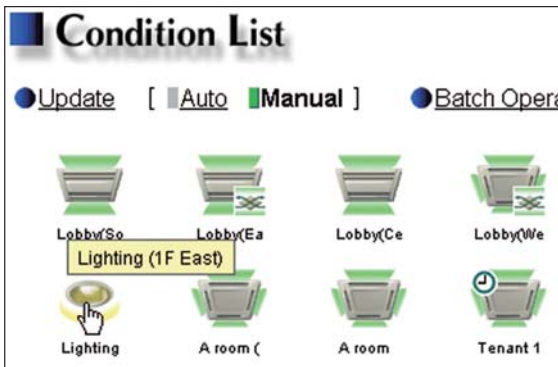 Condition List
Update [ Auto Manual ] Batch Opera
Lobby(So Lobby(Ea Lobby(Ce Lobby(We
Lighting (1F East)
Lighting A room ( A room Tenant 1